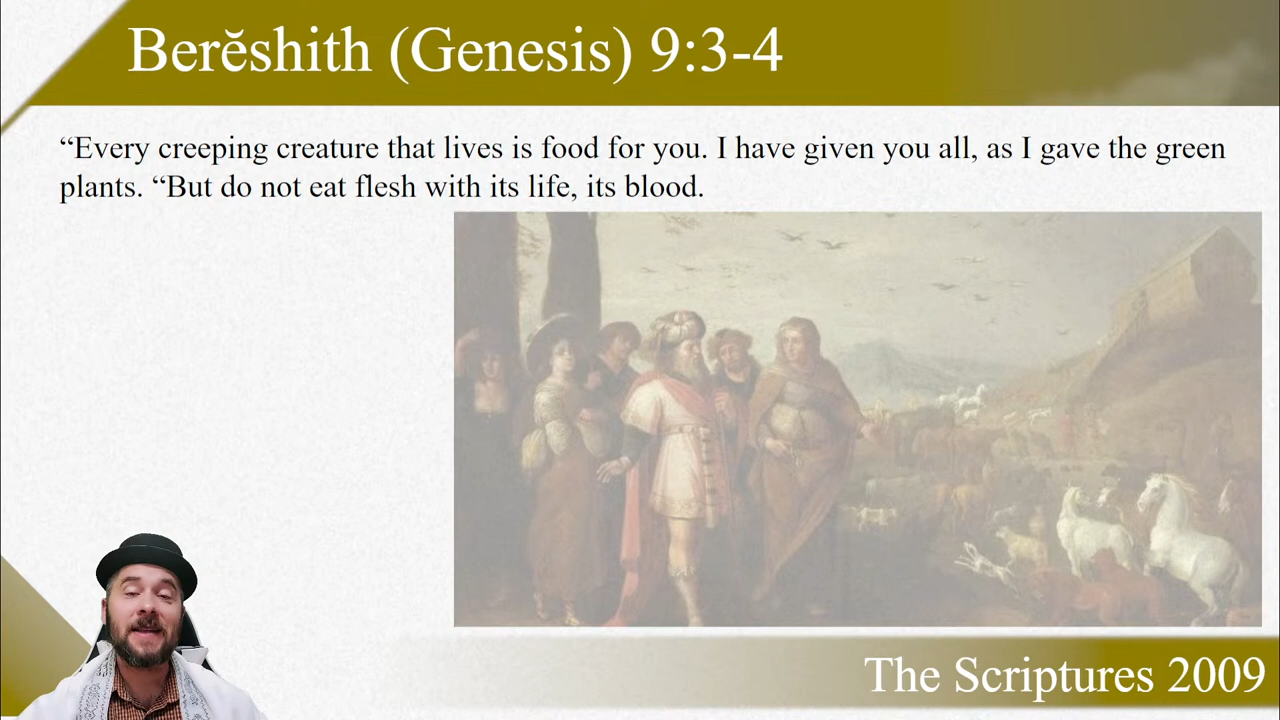 Berĕshith (Genesis) 9:3-4
“Every creeping creature that lives is food for you. I have given you all, as I gave the green
plants. “But do not eat flesh with its life, its blood.
The Scriptures 2009